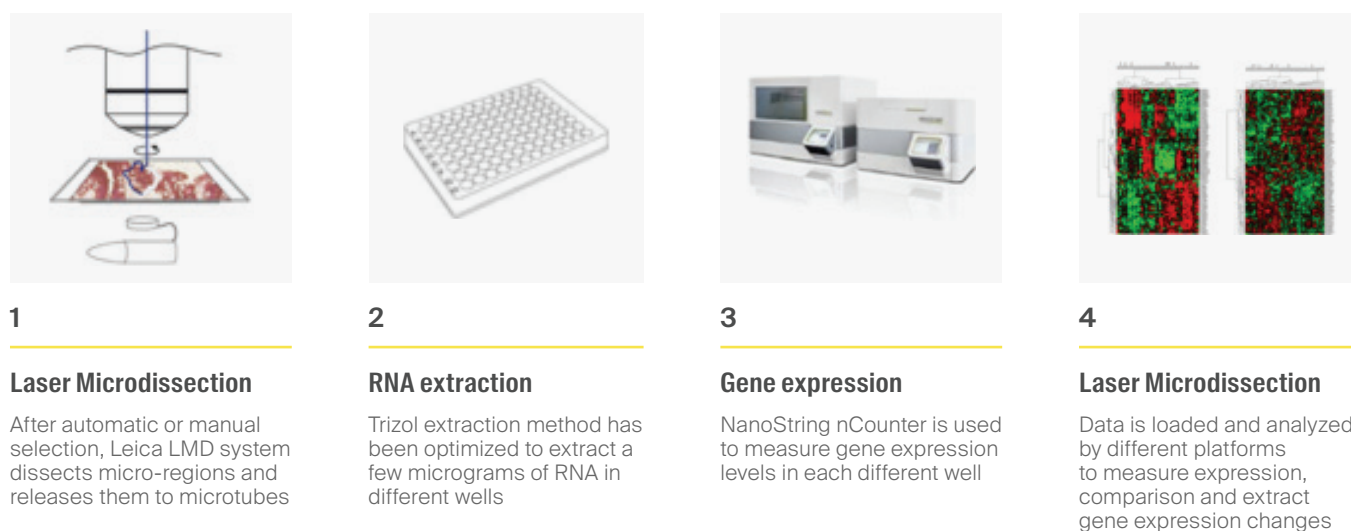 1
Laser Microdissection
After automatic or manual
selection, Leica LMD system
dissects micro-regions and
releases them to microtubes
2
RNA extraction
Trizol extraction method has
been optimized to extract a
few micrograms of RNA in
different wells
3
Gene expression
NanoString nCounter is used
to measure gene expression
levels in each different well
4
Laser Microdissection
Data is loaded and analyzed
by different platforms
to measure expression,
comparison and extract
gene expression changes